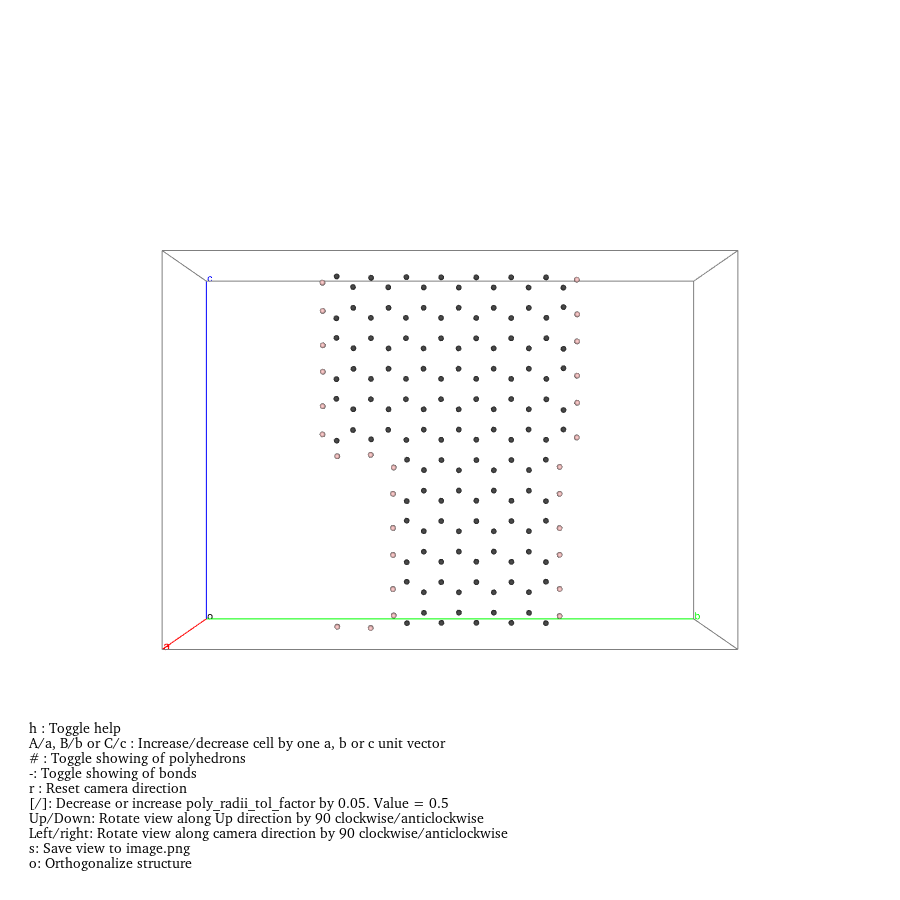 c
o
b
a
h : Toggle help
A/a, B/b or C/c : Increase/decrease cell by one a, b or c unit vector
# : Toggle showing of polyhedrons
-: Toggle showing of bonds
r : Reset camera direction
[/]: Decrease or increase poly_radii_tol_factor by 0.05. Value = 0.5
Up/Down: Rotate view along Up direction by 90 clockwise/anticlockwise
Left/right: Rotate view along camera direction by 90 clockwise/anticlockwise
s: Save view to image.png
o: Orthogonalize structure